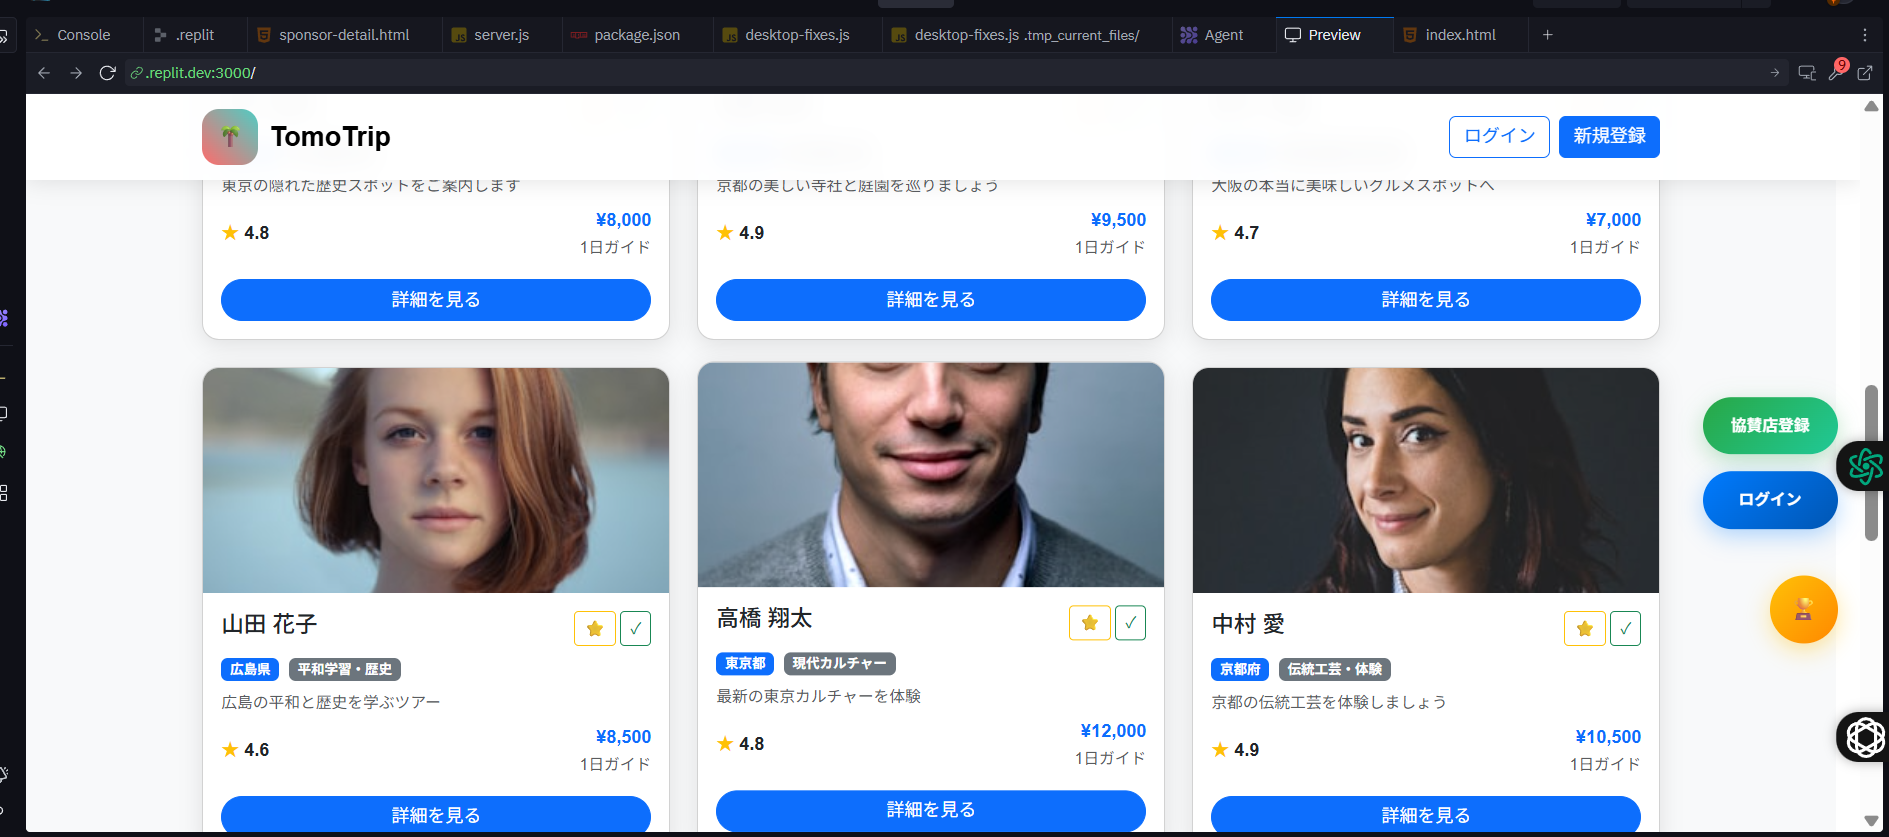 Console
.replit
sponsor-detail.html
server.js
package.json
desktop-fixes.js
desktop-fixes.js .tmp_current_files/
Agent
Preview
index.html
.replit.dev:3000/
9
TomoTrip
ログイン
新規登録
東京の隠れた歴史スポットをご案内します
京都の美しい寺社と庭園を巡りましょう
大阪の本当に美味しいグルメスポットへ
★ 4.8
¥8,000
1日ガイド
★ 4.9
¥9,500
1日ガイド
★ 4.7
¥7,000
1日ガイド
詳細を見る
詳細を見る
詳細を見る
協賛店登録
ログイン
山田 花子
広島県 平和学習・歴史
広島の平和と歴史を学ぶツアー
★ 4.6
¥8,500
1日ガイド
詳細を見る
高橋 翔太
東京都 現代カルチャー
最新の東京カルチャーを体験
★ 4.8
¥12,000
1日ガイド
詳細を見る
中村 愛
京都府 伝統工芸・体験
京都の伝統工芸を体験しましょう
★ 4.9
¥10,500
1日ガイド
詳細を見る